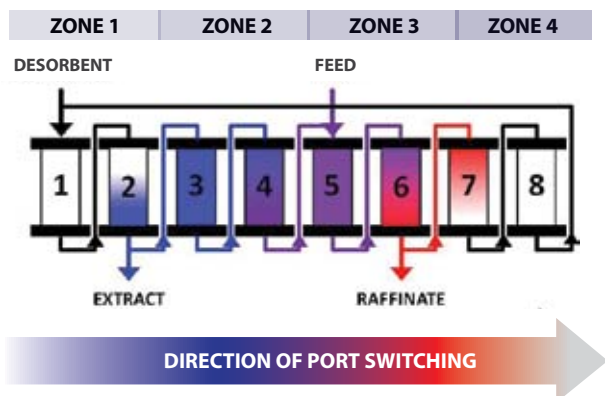 ZONE 1 ZONE 2 ZONE 3 ZONE 4
DESORBENT FEED
1 2 3 4 5 6 7 8
EXTRACT RAFFINATE
DIRECTION OF PORT SWITCHING